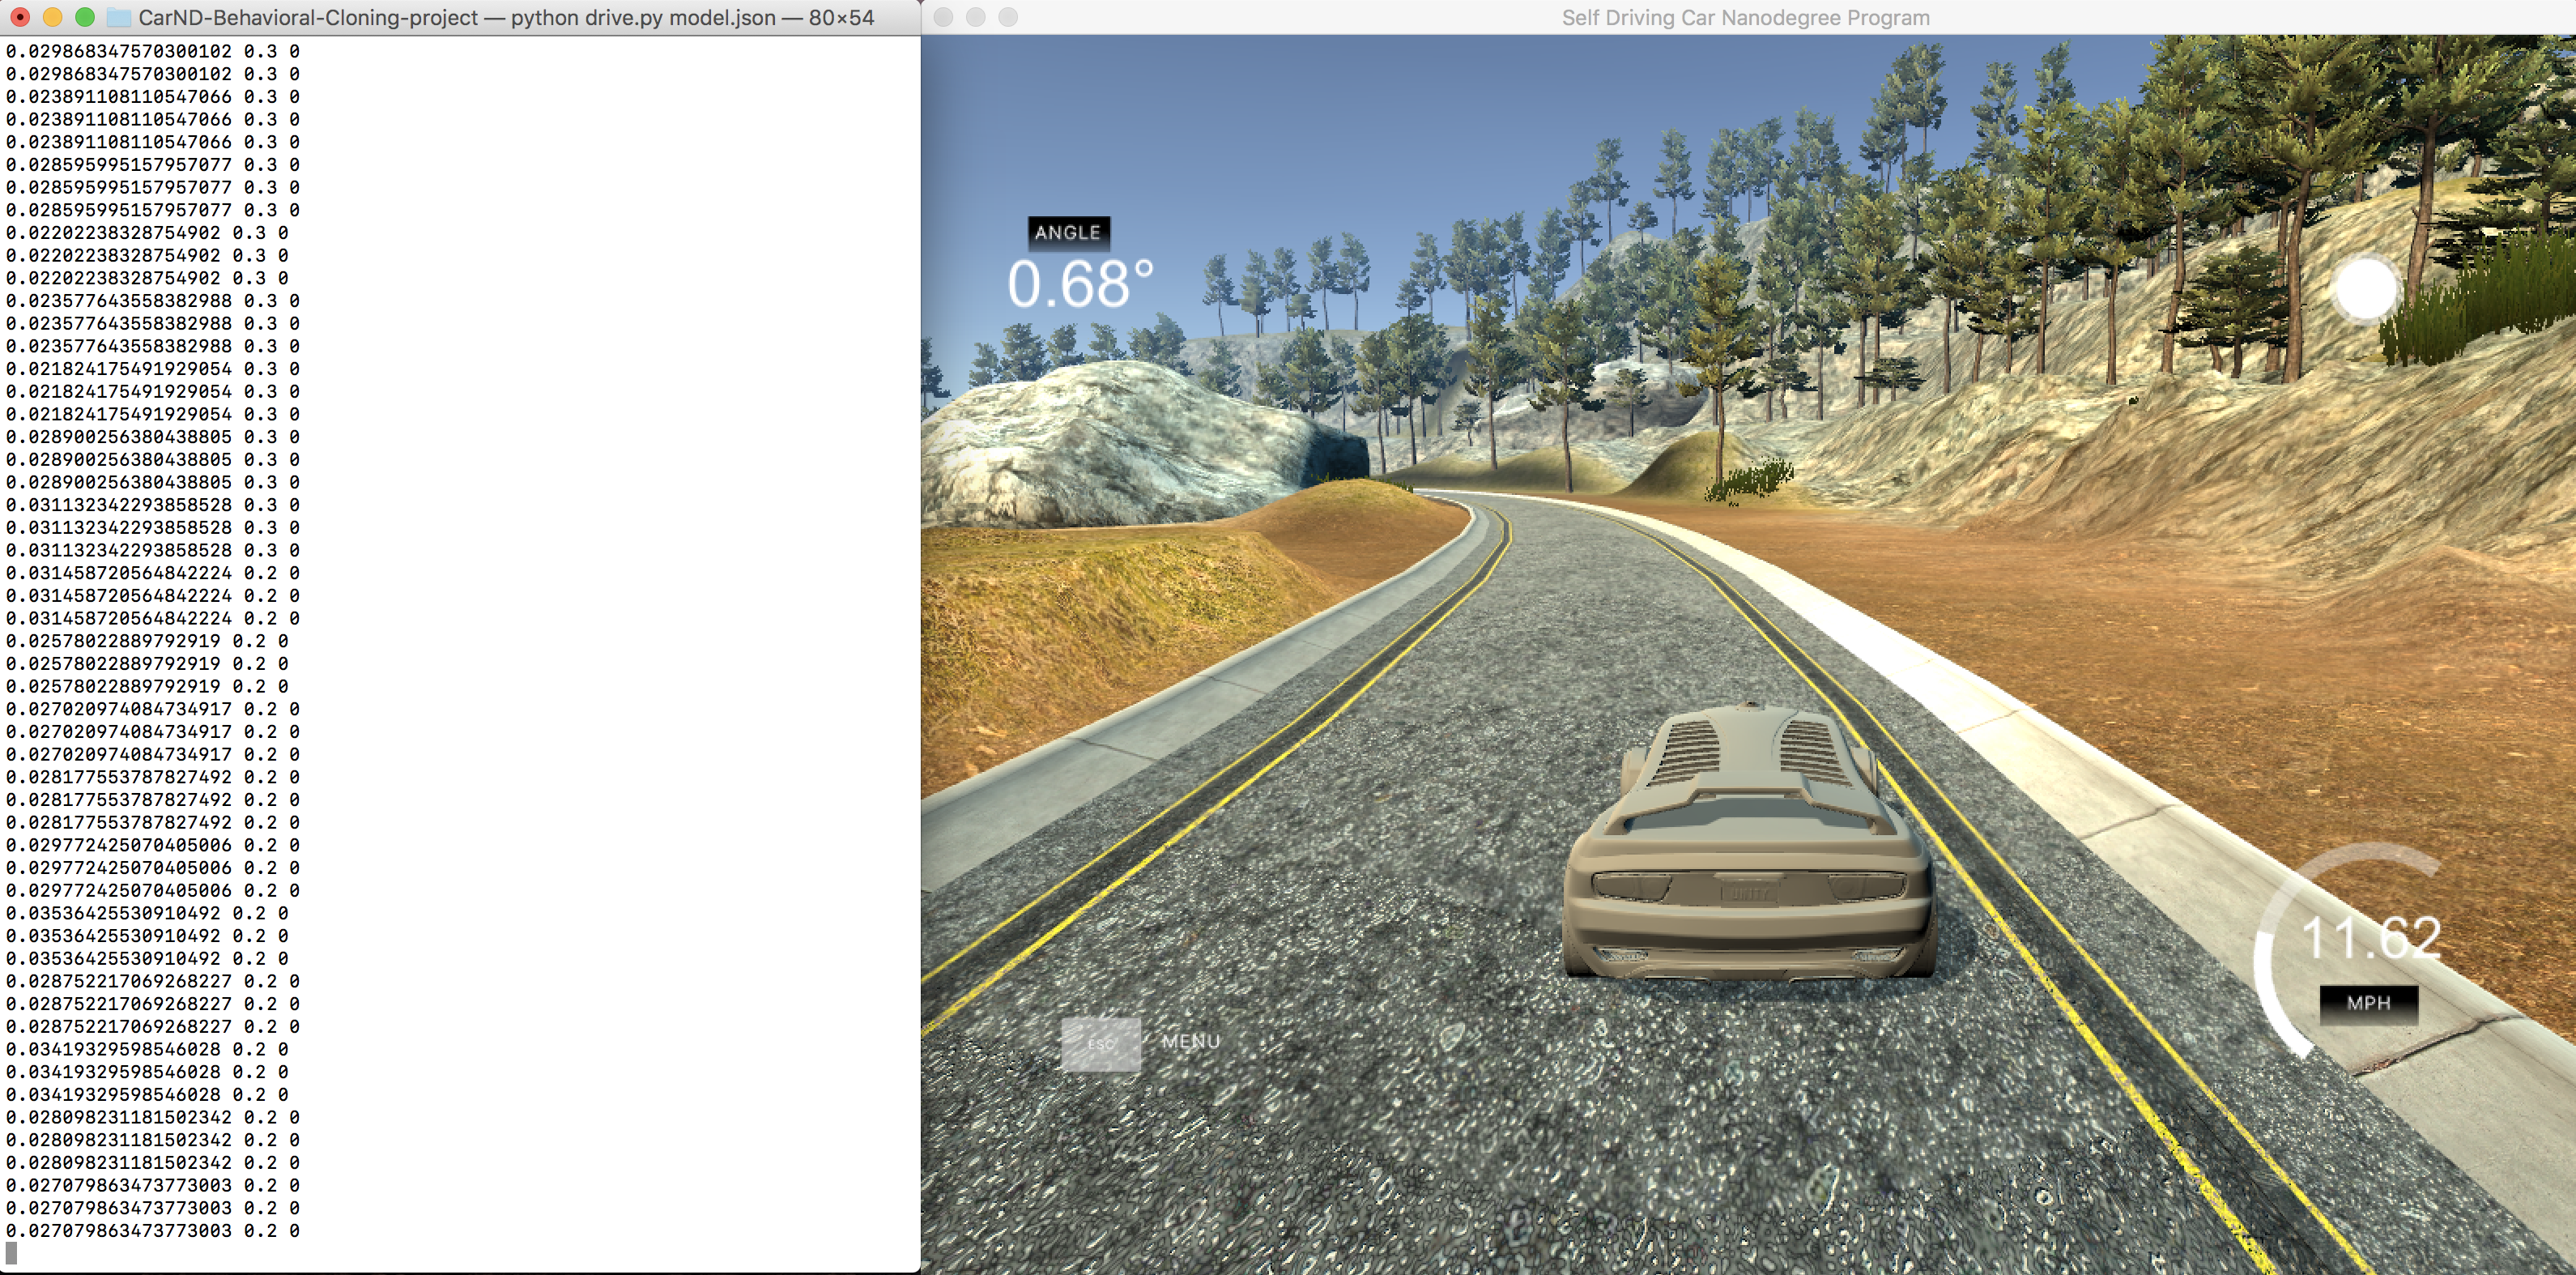 CarND-Behavioral-Cloning-project — python drive.py model.json — 80×54
0.029868347570300102 0.3 0
0.029868347570300102 0.3 0
0.023891108110547066 0.3 0
0.023891108110547066 0.3 0
0.023891108110547066 0.3 0
0.028595995157957077 0.3 0
0.028595995157957077 0.3 0
0.028595995157957077 0.3 0
0.02202238328754902 0.3 0
0.02202238328754902 0.3 0
0.02202238328754902 0.3 0
0.023577643558382988 0.3 0
0.023577643558382988 0.3 0
0.023577643558382988 0.3 0
0.021824175491929054 0.3 0
0.021824175491929054 0.3 0
0.021824175491929054 0.3 0
0.028900256380438805 0.3 0
0.028900256380438805 0.3 0
0.028900256380438805 0.3 0
0.031132342293858528 0.3 0
0.031132342293858528 0.3 0
0.031132342293858528 0.3 0
0.031458720564842224 0.2 0
0.031458720564842224 0.2 0
0.031458720564842224 0.2 0
0.02578022889792919 0.2 0
0.02578022889792919 0.2 0
0.02578022889792919 0.2 0
0.027020974084734917 0.2 0
0.027020974084734917 0.2 0
0.027020974084734917 0.2 0
0.028177553787827492 0.2 0
0.028177553787827492 0.2 0
0.028177553787827492 0.2 0
0.029772425070405006 0.2 0
0.029772425070405006 0.2 0
0.029772425070405006 0.2 0
0.03536425530910492 0.2 0
0.03536425530910492 0.2 0
0.03536425530910492 0.2 0
0.028752217069268227 0.2 0
0.028752217069268227 0.2 0
0.028752217069268227 0.2 0
0.03419329598546028 0.2 0
0.03419329598546028 0.2 0
0.03419329598546028 0.2 0
0.028098231181502342 0.2 0
0.028098231181502342 0.2 0
0.028098231181502342 0.2 0
0.027079863473773003 0.2 0
0.027079863473773003 0.2 0
0.027079863473773003 0.2 0
Self Driving Car Nanodegree Program
ANGLE
0.68°
UNITY
11.62
MPH
ESC MENU